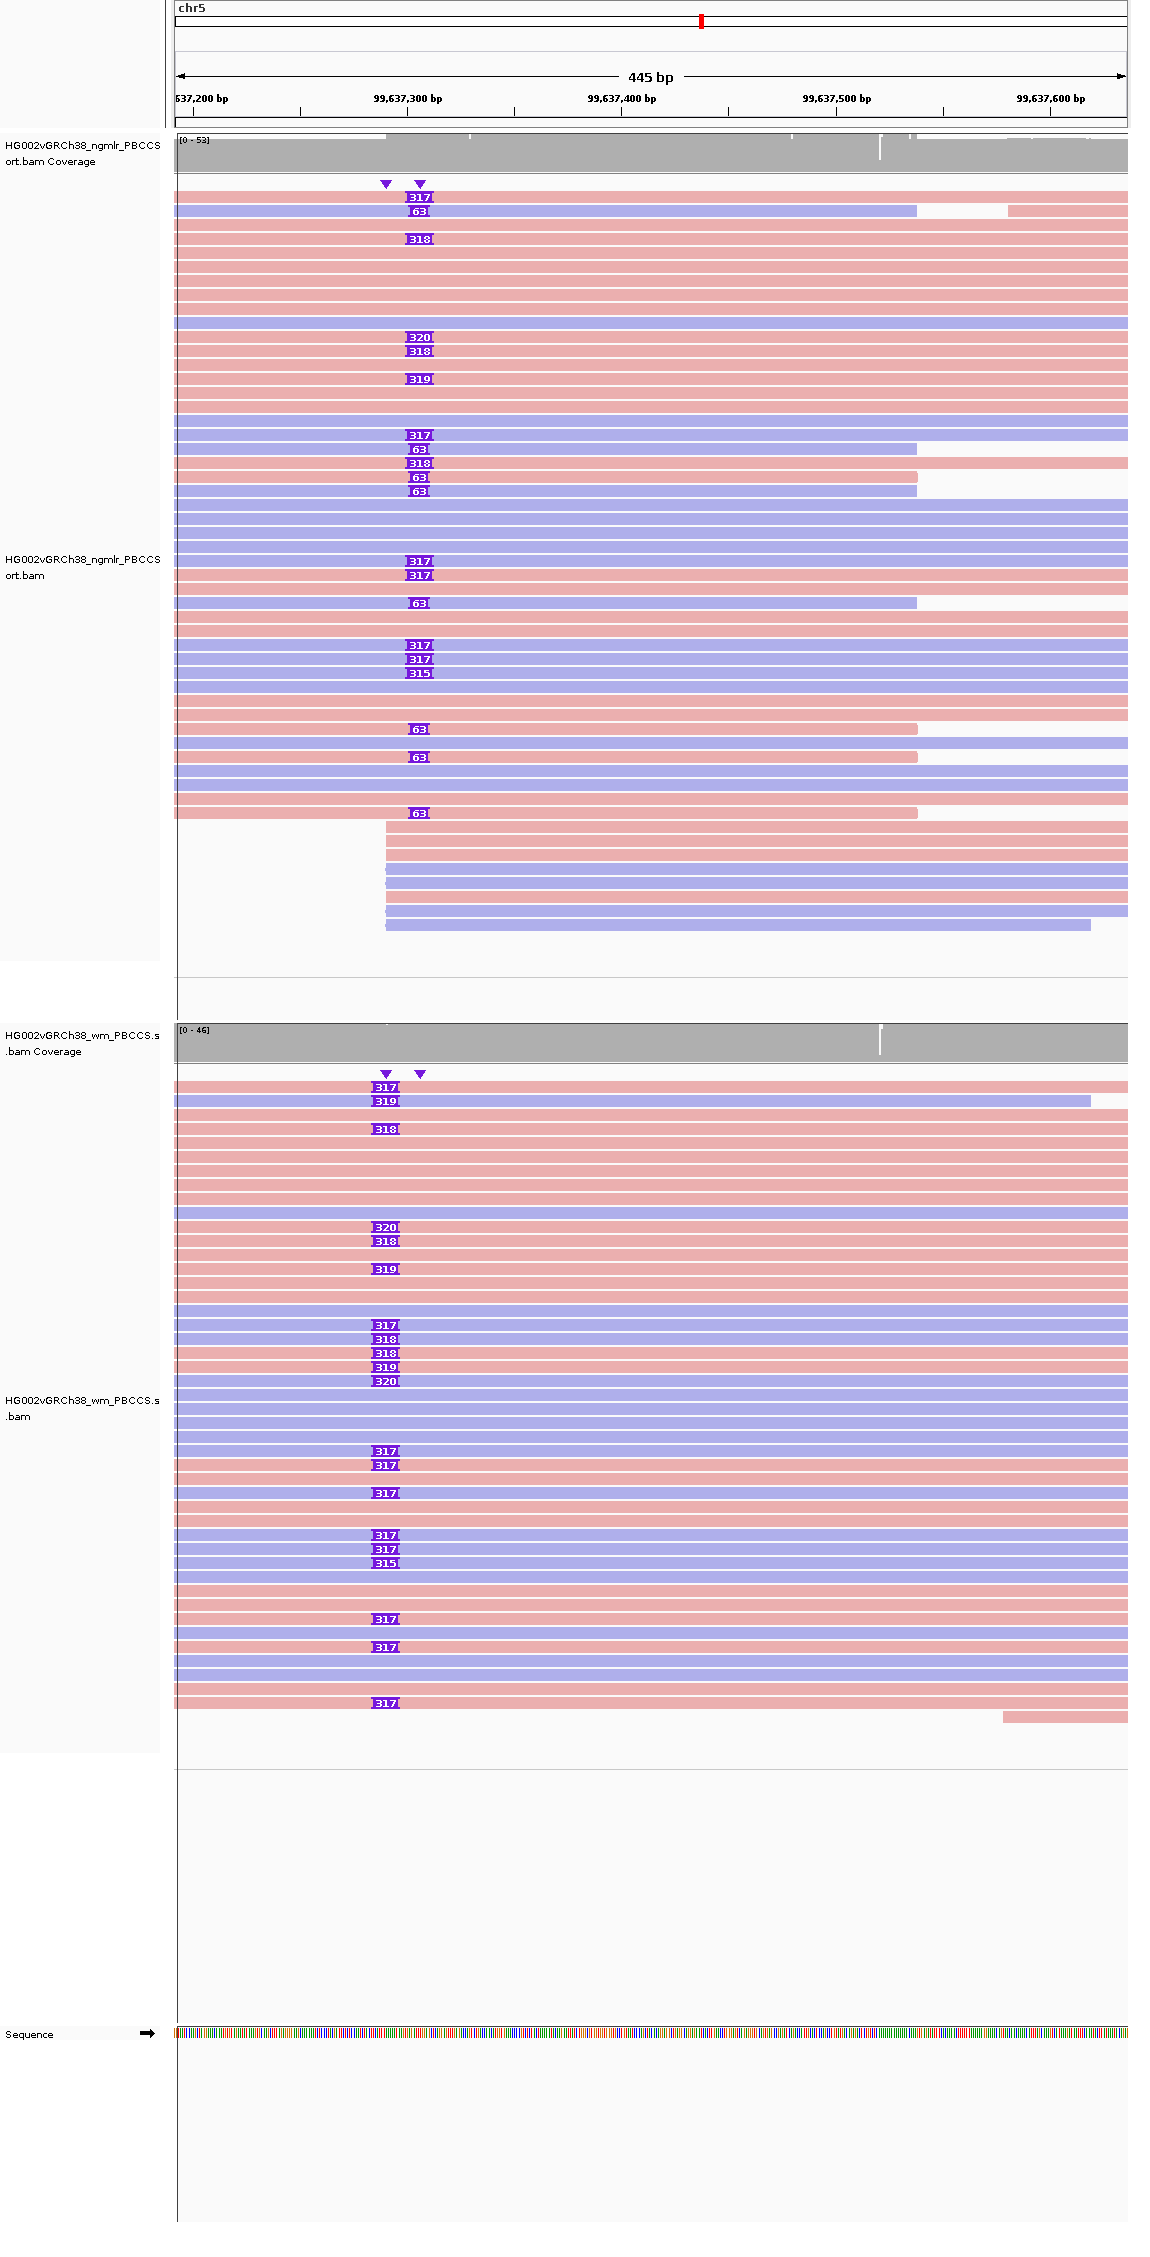 chr5
445 bp
637,200 bp 99,637,300 bp 99,637,400 bp 99,637,500 bp 99,637,600 bp
HG002vGRCh38_ngmlr_PBCCS
ort.bam Coverage
[0 - 53]
317
63
318
320
318
319
317
63
318
63
63
HG002vGRCh38_ngmlr_PBCCS
ort.bam
317
317
63
317
317
315
63
63
63
HG002vGRCh38_wm_PBCCS.s
.bam Coverage
[0 - 46]
317
319
318
320
318
319
317
318
318
319
320
HG002vGRCh38_wm_PBCCS.s
.bam
317
317
317
317
317
315
317
317
317
Sequence